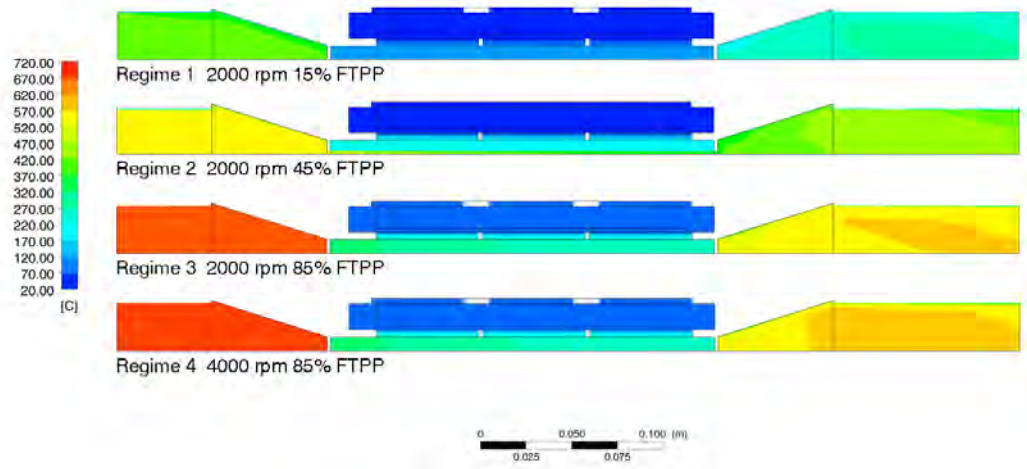 720.00
670.00
620.00
570.00
520.00
470.00
420.00
370.00
320.00
270.00
220.00
170.00
120.00
70.00
20.00
[C]
Regime 1 2000 rpm 15% FTPP
Regime 2 2000 rpm 45% FTPP
Regime 3 2000 rpm 85% FTPP
Regime 4 4000 rpm 85% FTPP
0 0.050 0.100 (m)
0.025 0.075